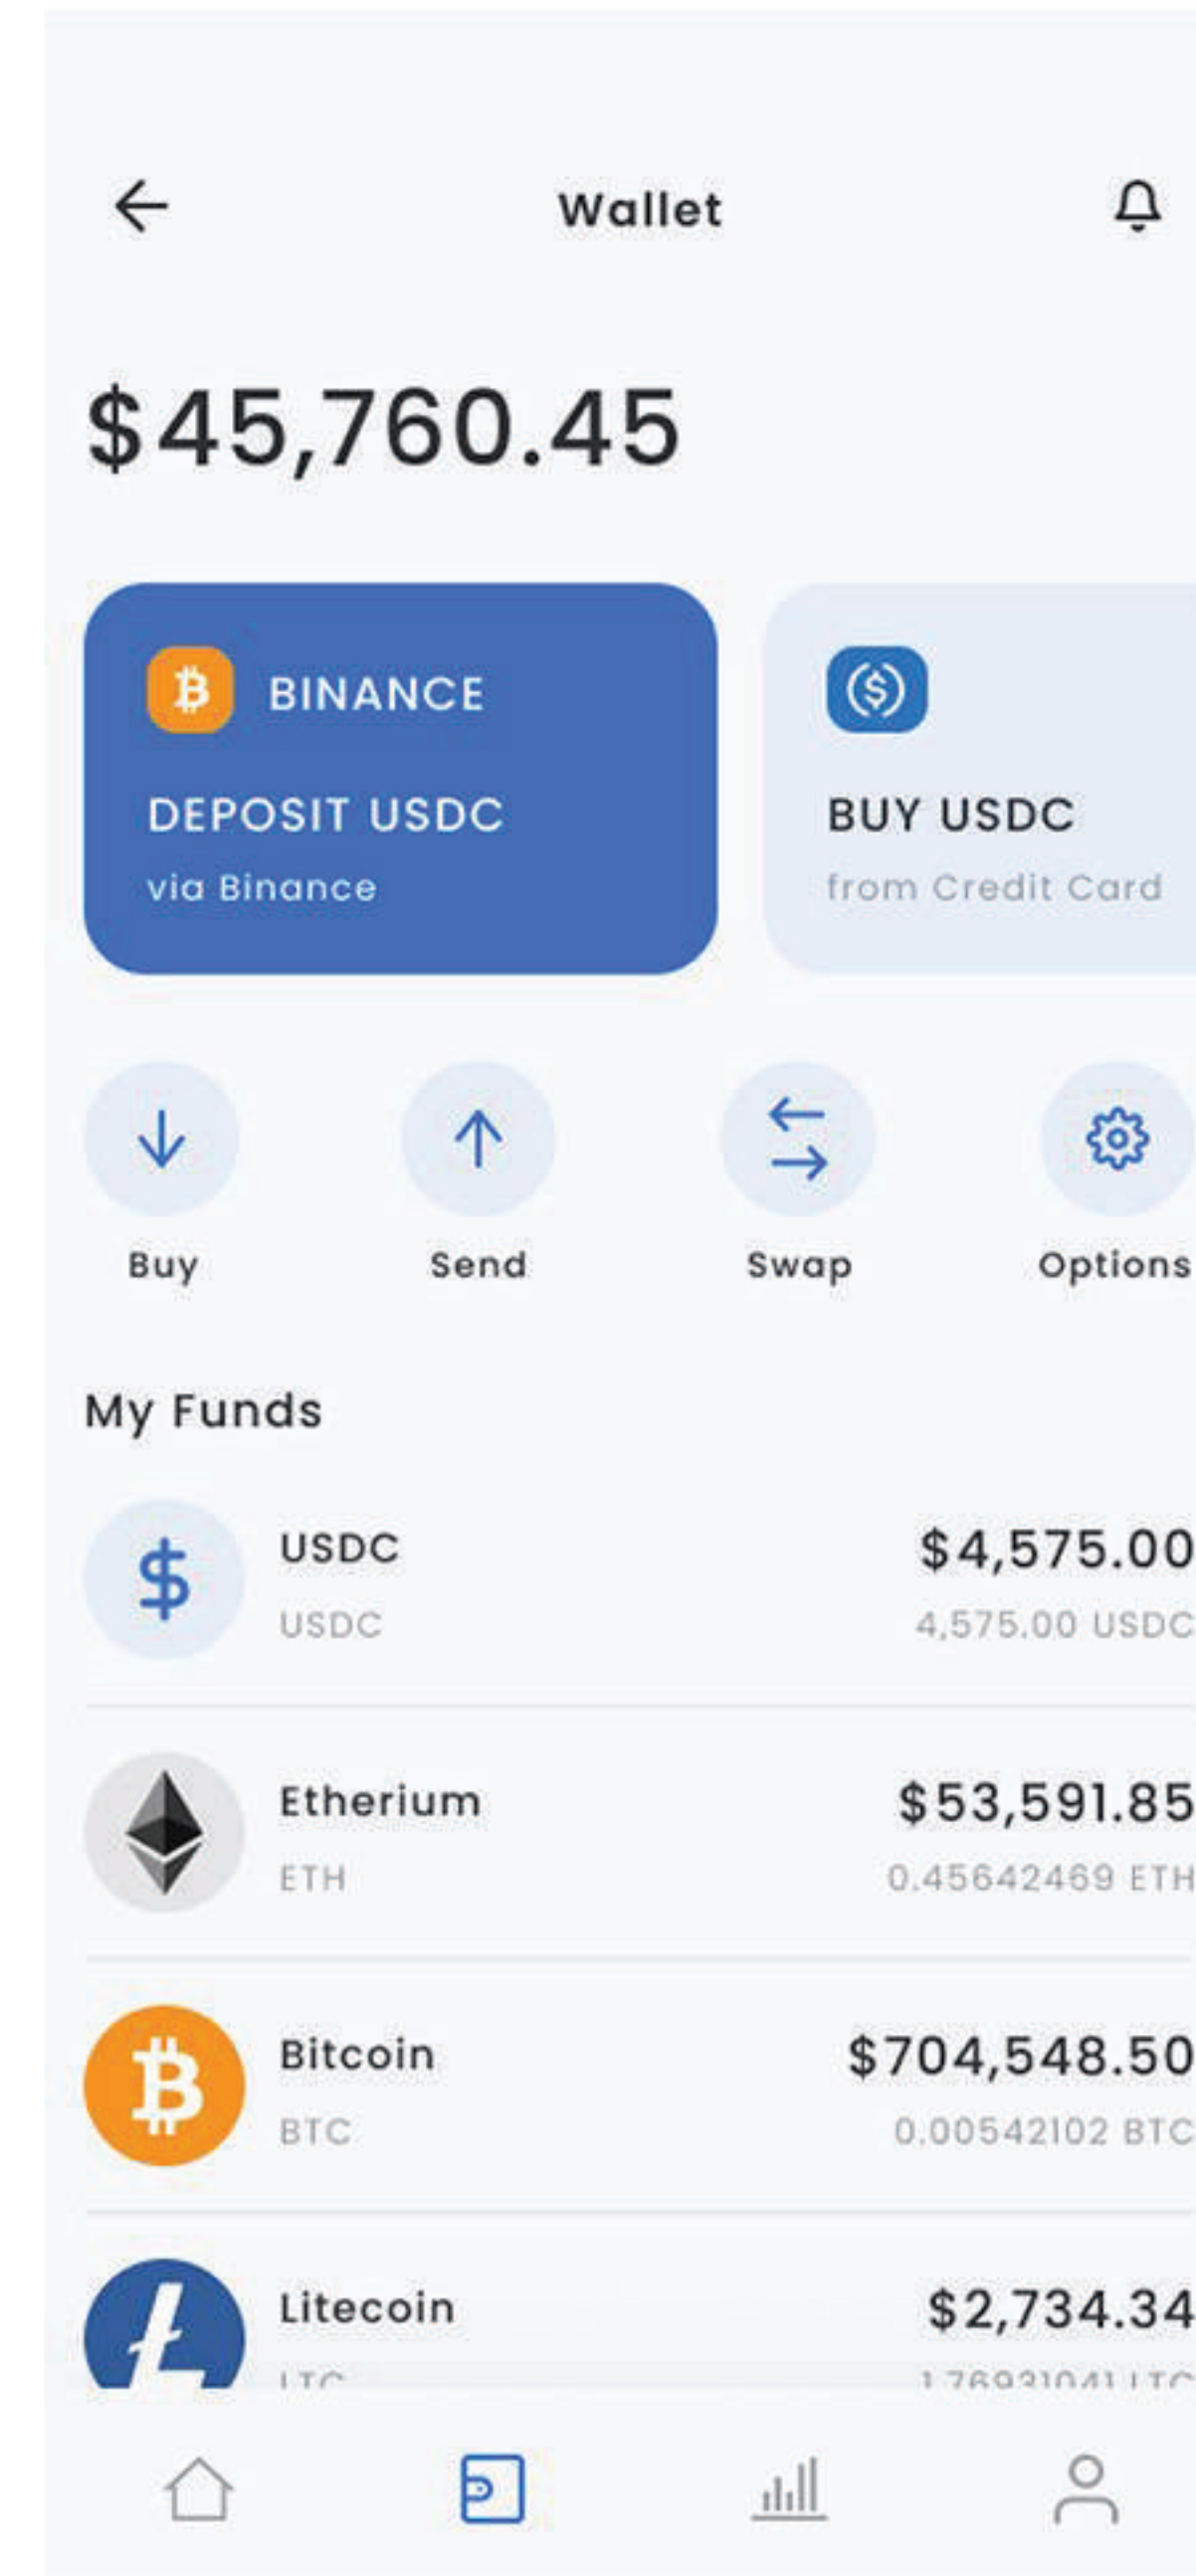 Wallet
$45,760.45
BINANCE
DEPOSIT USDC
via Binance
BUY USDC
from Credit Card
Buy
Send
Swap
Options
My Funds
USDC
$4,575.00
USDC
4,575.00 USDC
Etherium
$53,591.85
ETH
0.45642469 ETH
Bitcoin
$704,548.50
BTC
0.00542102 BTC
Litecoin
$2,734.34
LTC